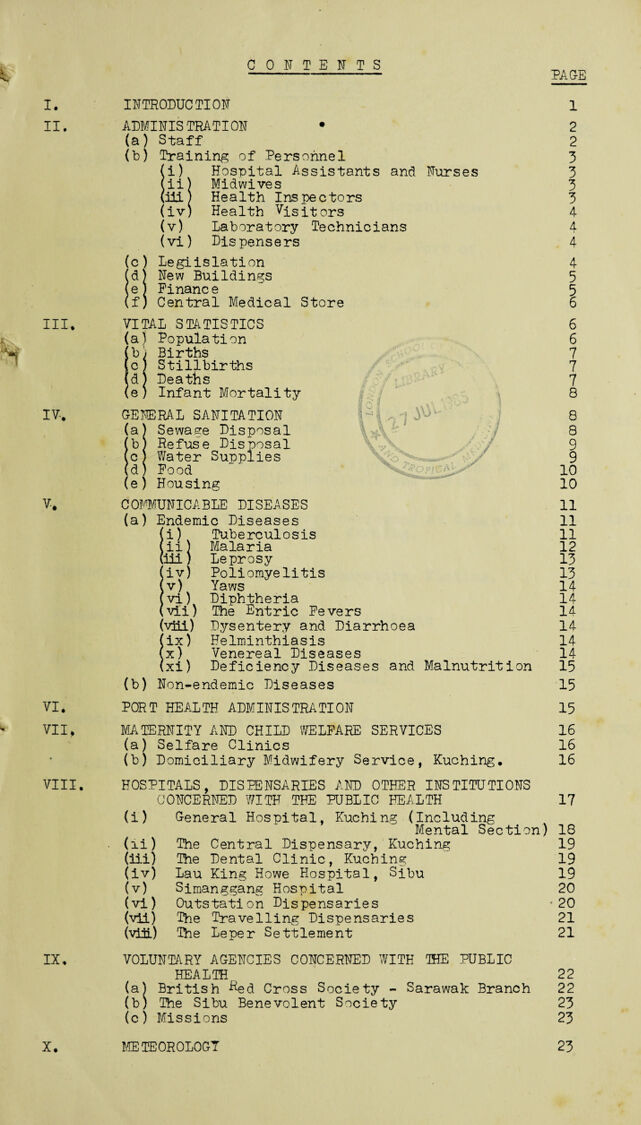 CONTENTS
PAGE
I. INTRODUCTION 1
II. ADMINISTRATION 2
(a) Staff 2
(b) Training of Personnel 3
(i) Hospital Assistants and Nurses 3
(ii) Midwives 3
(iii) Health Inspectors 3
(iv) Health Visitors 4
(v) Laboratory Technicians 4
(vi) Dispensers 4
(c) Legiislation 4
(d) New Buildings 5
(e) Finance 5
(f) Central Medical Store 6
III. VITAL STATISTICS 6
(a) Population 6
(b) Births 7
(c) Stillbirths 7
(d) Deaths 7
(e) Infant Mortality 8
IV. GENERAL SANITATION 8
(a) Sewage Disposal 8
(b) Refuse Disposal 9
(c) Water Supplies 9
(d) Food 10
(e) Housing 10
V. COMMUNICABLE DISEASES 11
(a) Endemic Diseases 11
(i) Tuberculosis 11
(ii) Malaria 12
(iii) Leprosy 13
(iv) Poliomyelitis 13
(v) Yaws 14
(vi) Diphtheria 14
(vii) The Entric Fevers 14
(viii) Dysentery and Diarrhoea 14
(ix) Helminthiasis 14
(x) Venereal Diseases 14
(xi) Deficiency Diseases and Malnutrition 15
(b) Non-endemic Diseases 15
VI. PORT HEALTH ADMINISTRATION 15
VII. MATERNITY AND CHILD WELFARE SERVICES 16
(a) Selfare Clinics 16
(b) Domiciliary Midwifery Service, Kuching. 16
VIII. HOSPITALS, DISPENSARIES AND OTHER INSTITUTIONS
CONCERNED WITH THE PUBLIC HEALTH 17
(i) General Hospital, Kuching (Including
Mental Section) 18
(ii) The Central Dispensary, Kuching 19
(iii) The Dental Clinic, Kuching 19
(iv) Lau King Howe Hospital, Sibu 19
(v) Simanggang Hospital 20
(vi) Outstation Dispensaries 20
(vii) The Travelling Dispensaries 21
(viii) The Leper Settlement 21
IX. VOLUNTARY AGENCIES CONCERNED WITH THE PUBLIC
HEALTH 22
(a) British Red Cross Society - Sarawak Branch 22
(b) The Sibu Benevolent Society 23
(c) Missions 23
X. METEOROLOGY 23
LIBRARY
27 JUL
LONDON SCHOOL
AND TROPICAL